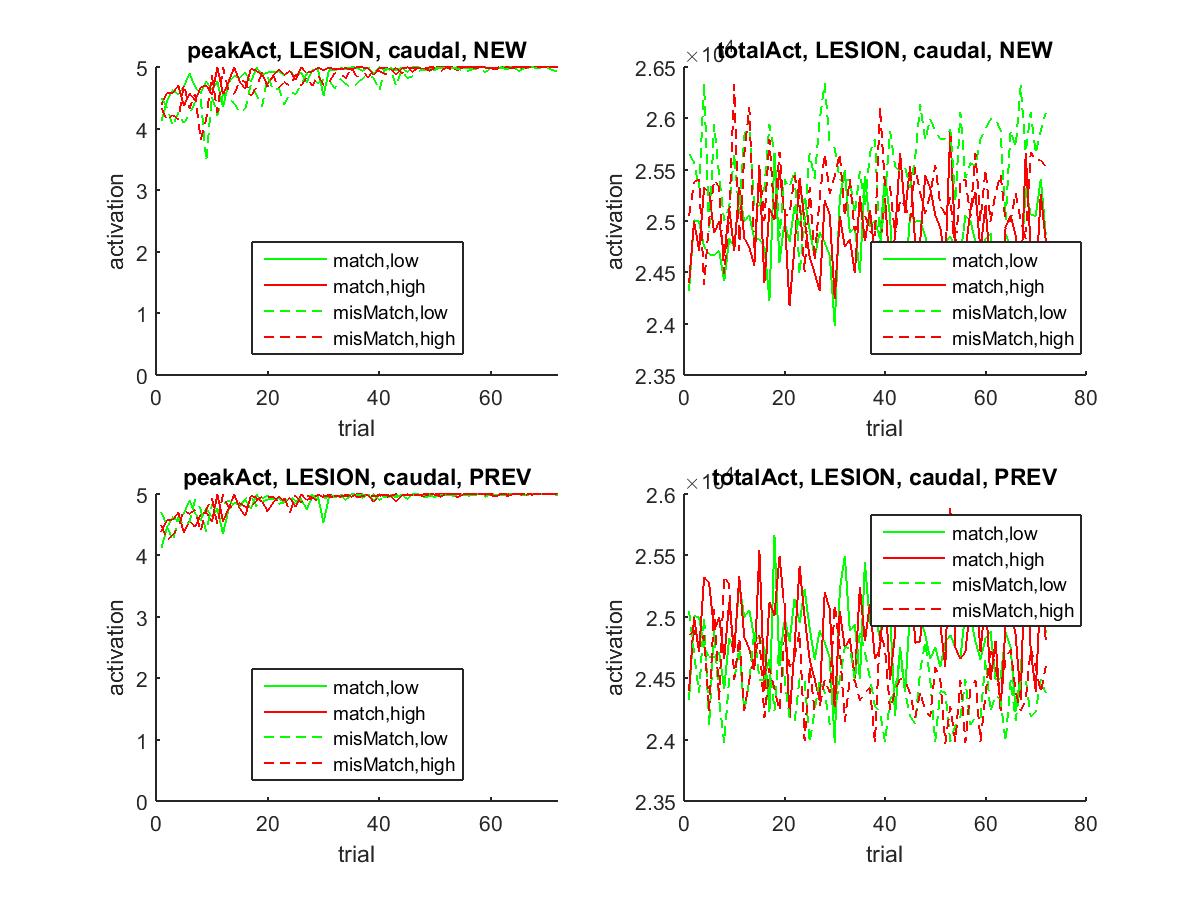 peakAct, LESION, caudal, NEW
5
4
3
2
1
0
activation
match,low
match,high
misMatch,low
misMatch,high
0 20 40 60
trial
×10⁴
totalAct, LESION, caudal, NEW
2.65
2.6
2.55
2.5
2.45
2.4
2.35
activation
match,low
match,high
misMatch,low
misMatch,high
0 20 40 60 80
trial
peakAct, LESION, caudal, PREV
5
4
3
2
1
0
activation
match,low
match,high
misMatch,low
misMatch,high
0 20 40 60
trial
×10⁴
totalAct, LESION, caudal, PREV
2.6
2.55
2.5
2.45
2.4
2.35
activation
match,low
match,high
misMatch,low
misMatch,high
0 20 40 60 80
trial